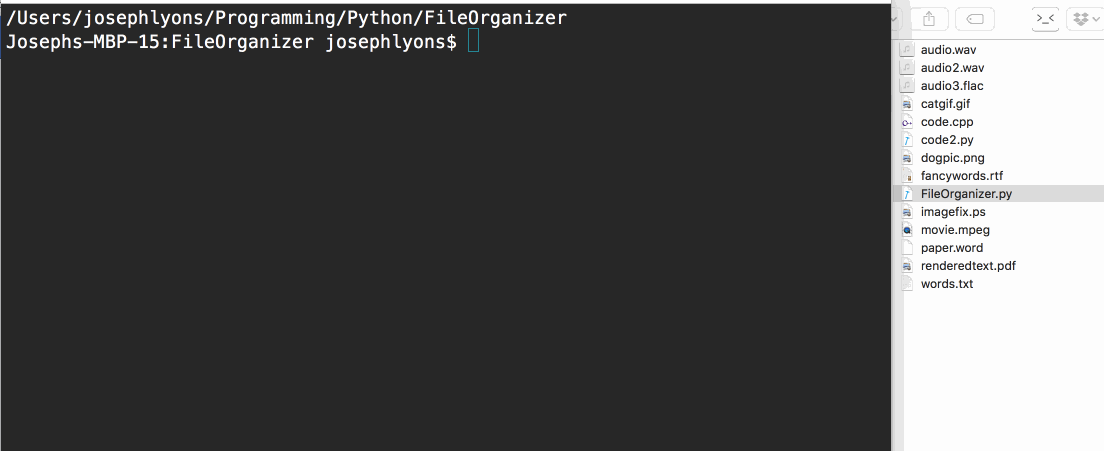 /Users/josephlyons/Programming/Python/FileOrganizer
Josephs-MBP-15:FileOrganizer josephlyons$
>_<
audio.wav
audio2.wav
audio3.flac
catgif.gif
code.cpp
code2.py
dogpic.png
fancywords.rtf
FileOrganizer.py
imagefix.ps
movie.mpeg
paper.word
renderedtext.pdf
words.txt